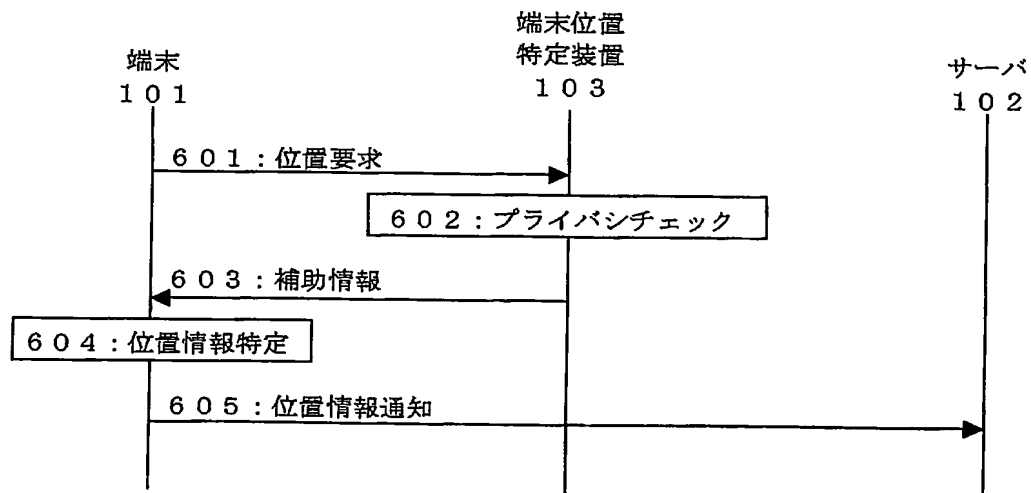 端末
101
端末位置
特定装置
103
サーバ
102
601:位置要求
602:プライバシチェック
603:補助情報
604:位置情報特定
605:位置情報通知